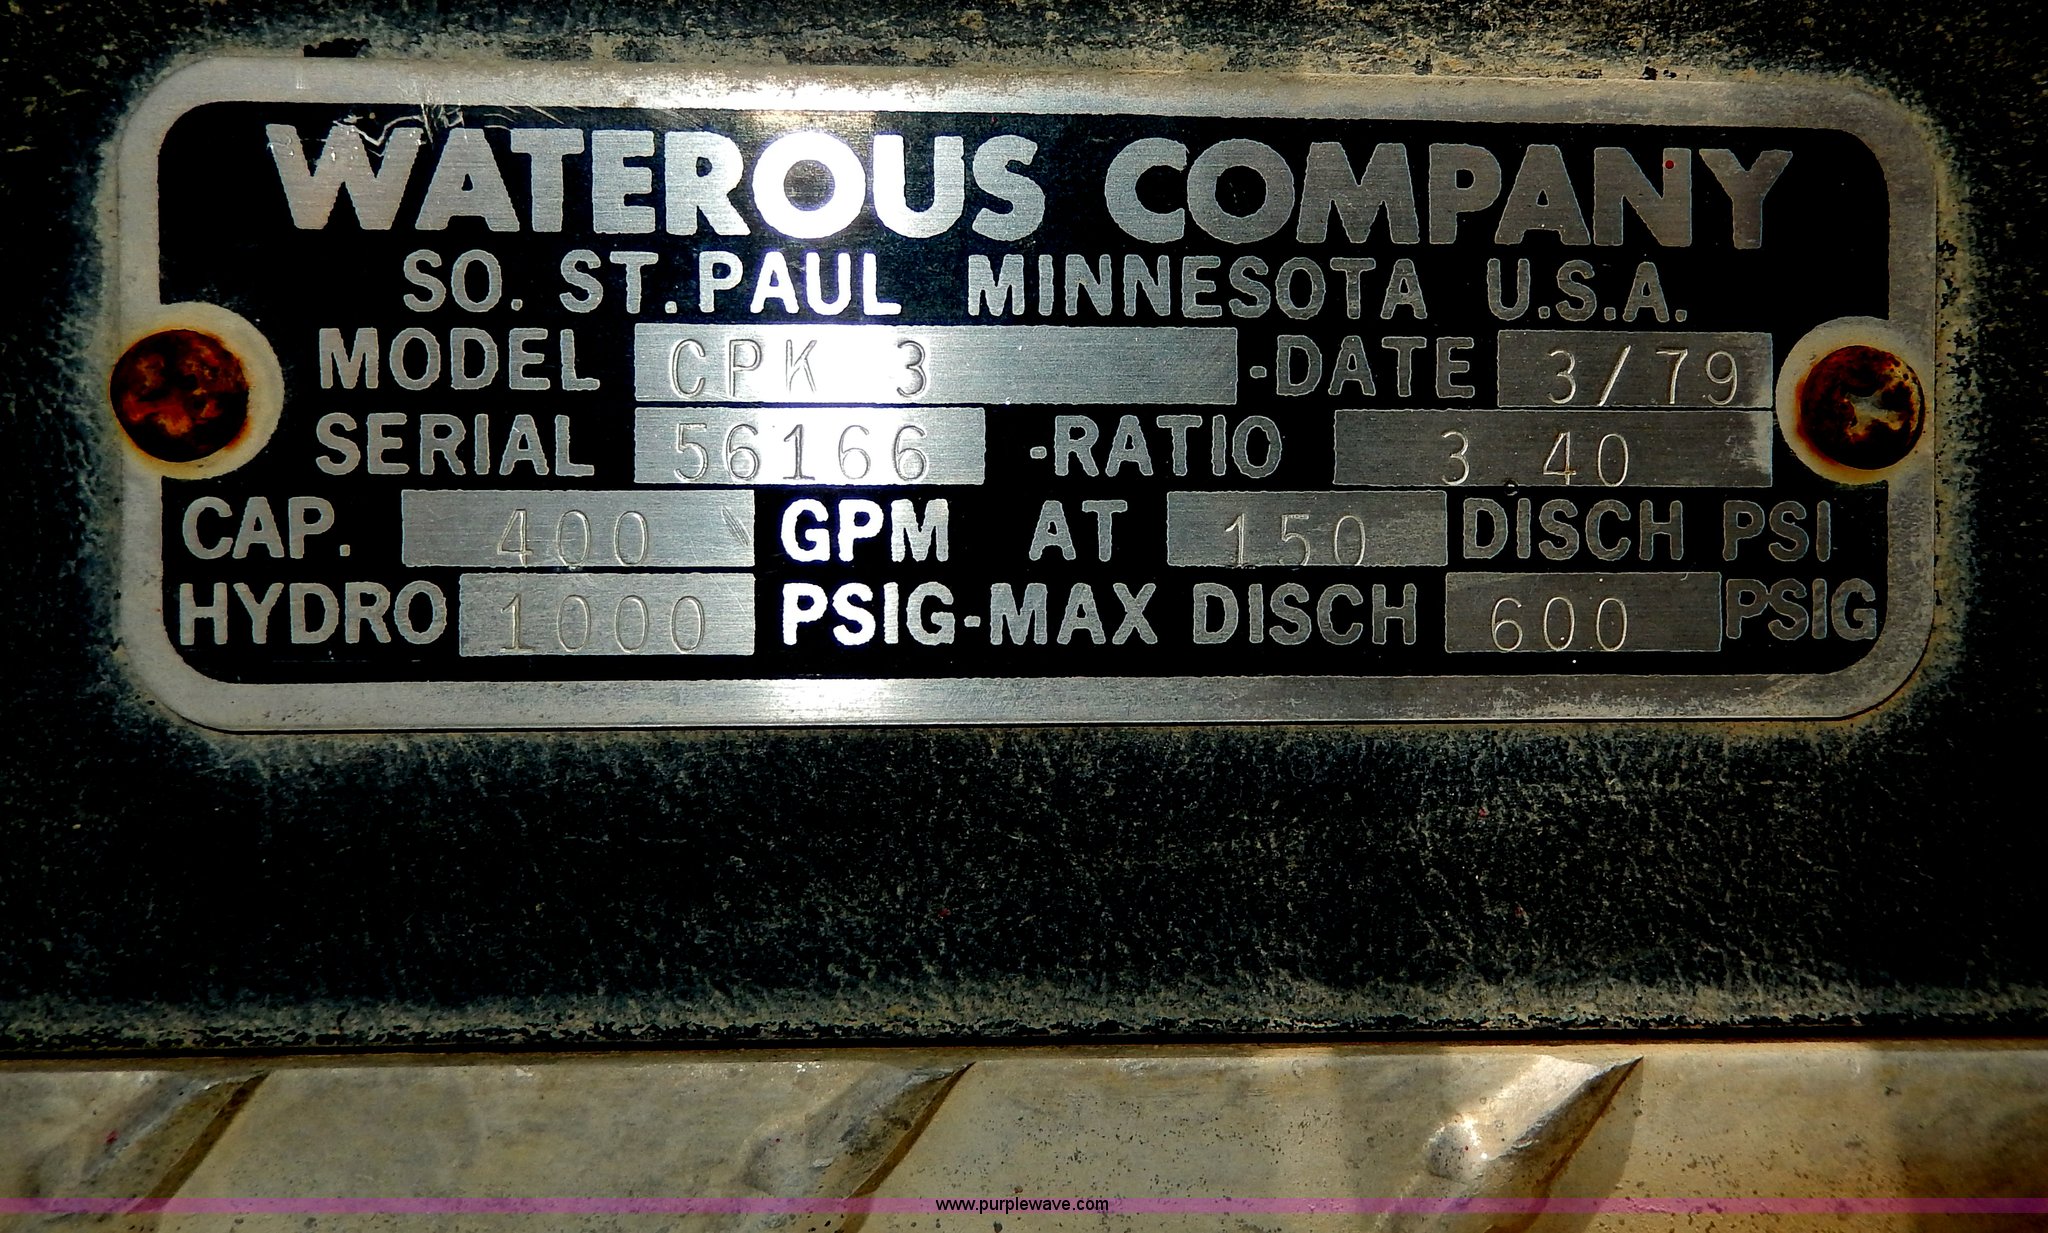 WATEROUS COMPANY
SO. ST. PAUL MINNESOTA U.S.A.
MODEL CPK 3 -DATE 3/79
SERIAL 56166 -RATIO 3 40
CAP. 400 GPM AT 150 DISCH PSI
HYDRO 1000 PSIG-MAX DISCH 600 PSIG
www.purplewave.com